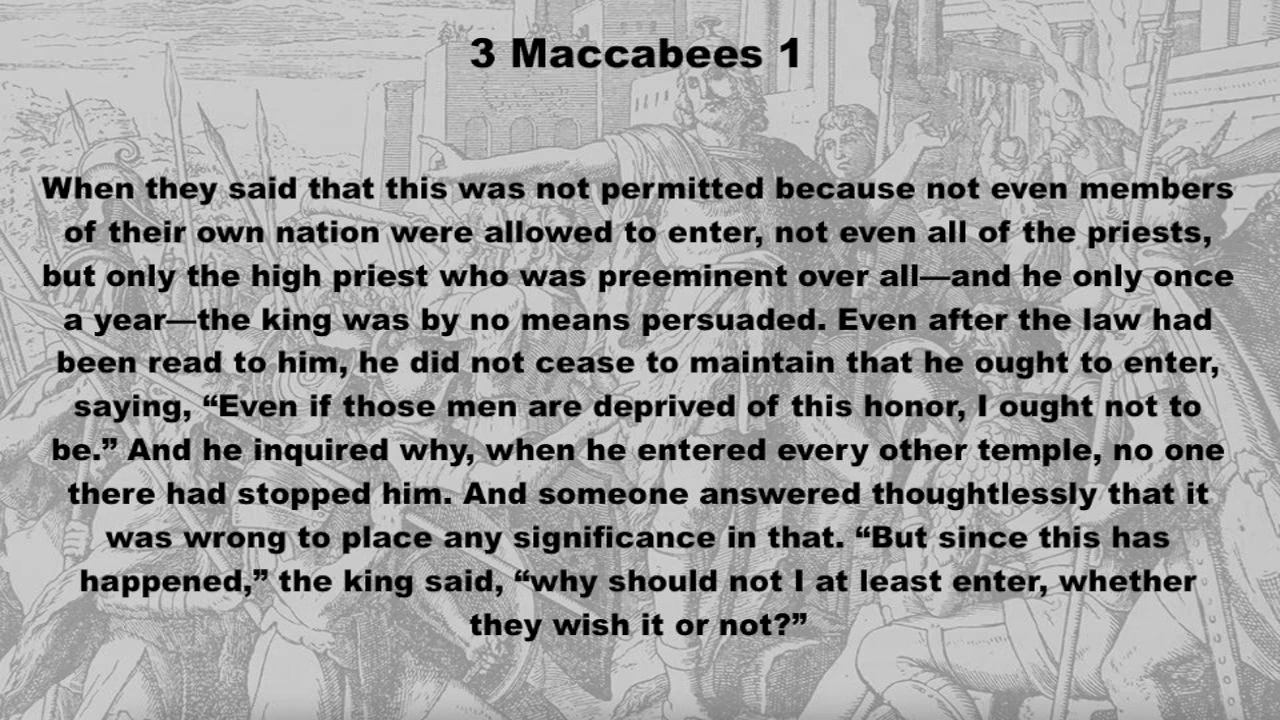 3 Maccabees 1
When they said that this was not permitted because not even members
of their own nation were allowed to enter, not even all of the priests,
but only the high priest who was preeminent over all—and he only once
a year—the king was by no means persuaded. Even after the law had
been read to him, he did not cease to maintain that he ought to enter,
saying, “Even if those men are deprived of this honor, I ought not to
be.” And he inquired why, when he entered every other temple, no one
there had stopped him. And someone answered thoughtlessly that it
was wrong to place any significance in that. “But since this has
happened,” the king said, “why should not I at least enter, whether
they wish it or not?”